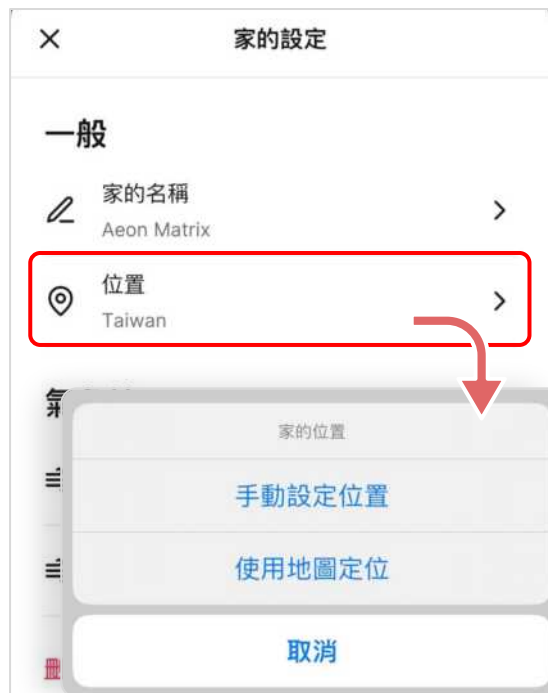 家的設定
一般
家的名稱
Aeon Matrix
位置
Taiwan
家的位置
手動設定位置
使用地圖定位
取消